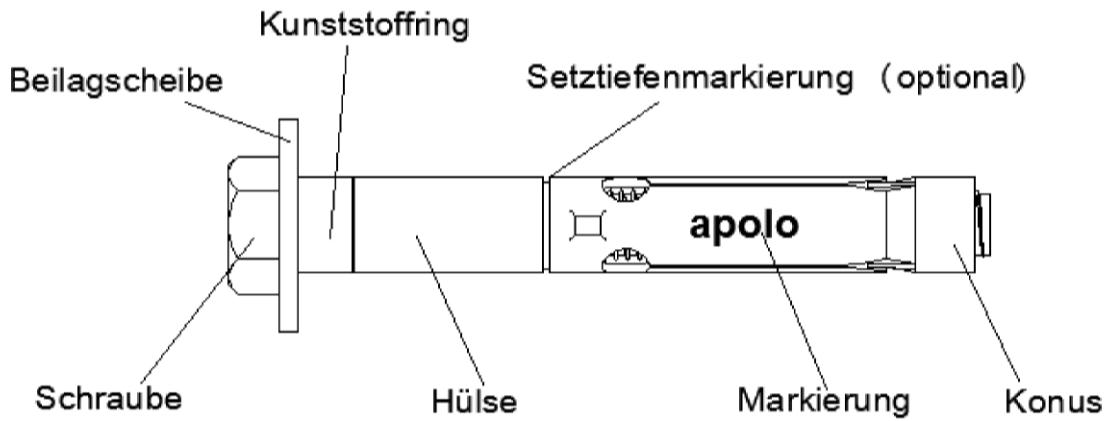 Kunststoffring
Beilagscheibe
Setztiefenmarkierung (optional)
apolo
Schraube
Hülse
Markierung
Konus